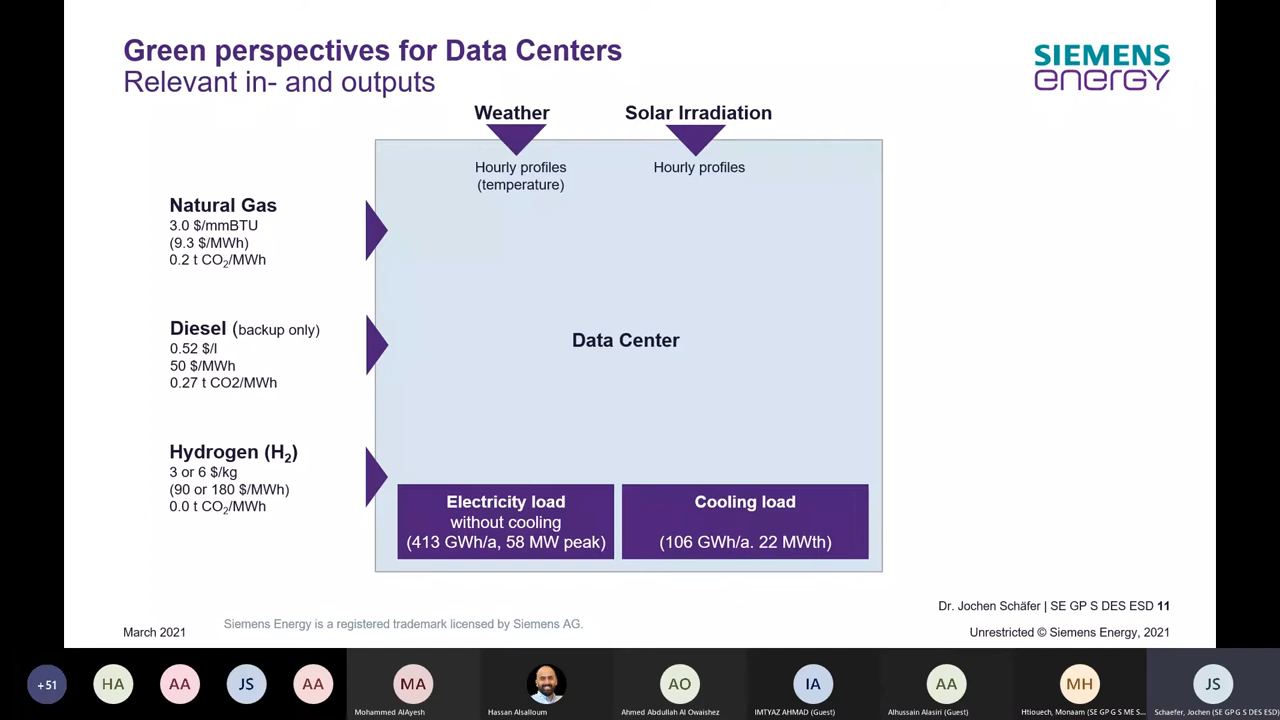 Green perspectives for Data Centers
Relevant in- and outputs
SIEMENS
energy
Weather
Solar Irradiation
Hourly profiles
(temperature)
Hourly profiles
Natural Gas
3.0 $/mmBTU
(9.3 $/MWh)
0.2 t CO2/MWh
Diesel (backup only)
0.52 $/l
50 $/MWh
0.27 t CO2/MWh
Data Center
Hydrogen (H2)
3 or 6 $/kg
(90 or 180 $/MWh)
0.0 t CO2/MWh
Electricity load
without cooling
(413 GWh/a, 58 MW peak)
Cooling load
(106 GWh/a. 22 MWth)
Dr. Jochen Schäfer | SE GP S DES ESD 11
March 2021
Siemens Energy is a registered trademark licensed by Siemens AG.
Unrestricted © Siemens Energy, 2021
+51
HA
AA
JS
AA
MA
AO
IA
AA
MH
JS
Mohammed AlAyesh
Hassan Alsalloum
Ahmed Abdullah Al Owaishez
IMTYAZ AHMAD (Guest)
Alhussain Alasiri (Guest)
Htiouech, Monaam (SE GP G S ME S...
Schaefer, Jochen (SE GP G S DES ESD)